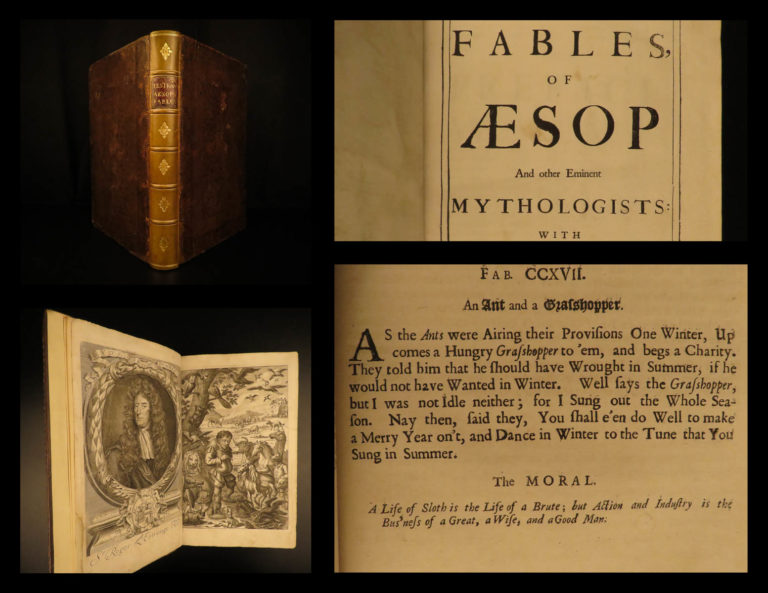 AESOPS
FABLE
FABLES,
OF
ÆSOP
And other Eminent
MYTHOLOGISTS:
WITH
Sr Roger L'Estrange
FAB. CCXVII.
An Ant and a Graſshopper.
AS the Ants were Airing their Proviſions One Winter, Up
comes a Hungry Graſshopper to 'em, and begs a Charity.
They told him that he ſhould have Wrought in Summer, if he
would not have Wanted in Winter. Well ſays the Graſshopper,
but I was not Idle neither; for I Sung out the Whole Sea-
ſon. Nay then, ſaid they, You ſhall e'en do Well to make
a Merry Year on't, and Dance in Winter to the Tune that You
Sung in Summer.
The MORAL.
A Life of Sloth is the Life of a Brute; but Action and Induſtry is the
Buſ'neſs of a Great, a Wiſe, and a Good Man.